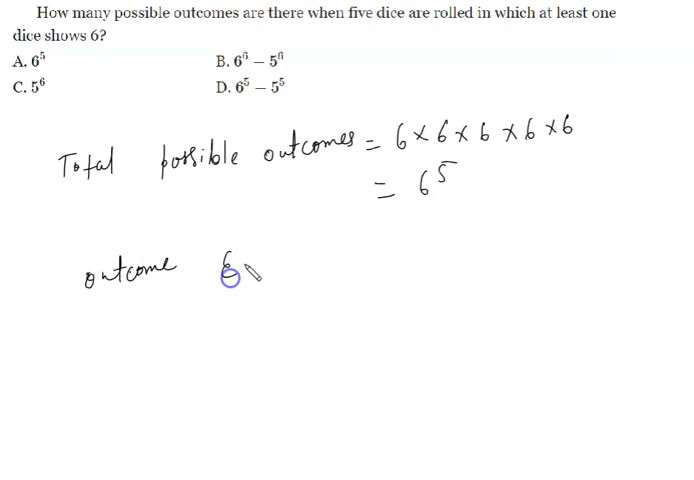 How many possible outcomes are there when five dice are rolled in which at least one
dice shows 6?
A. 6⁵ B. 6⁶ – 5⁶
C. 5⁶ D. 6⁵ – 5⁵
Total possible outcomes = 6 × 6 × 6 × 6 × 6
= 6⁵
outcome